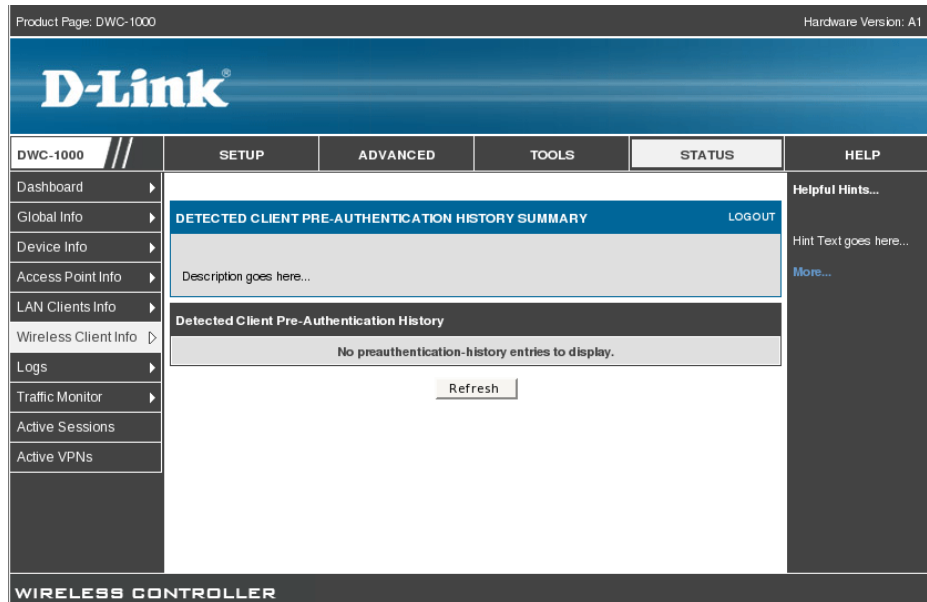 Product Page: DWC-1000 Hardware Version: A1
D-Link®
DWC-1000 SETUP ADVANCED TOOLS STATUS HELP
Dashboard
Global Info
Device Info
Access Point Info
LAN Clients Info
Wireless Client Info
Logs
Traffic Monitor
Active Sessions
Active VPNs
DETECTED CLIENT PRE-AUTHENTICATION HISTORY SUMMARY LOGOUT
Description goes here...
Detected Client Pre-Authentication History
No preauthentication-history entries to display.
Refresh
Helpful Hints...
Hint Text goes here...
More...
WIRELESS CONTROLLER